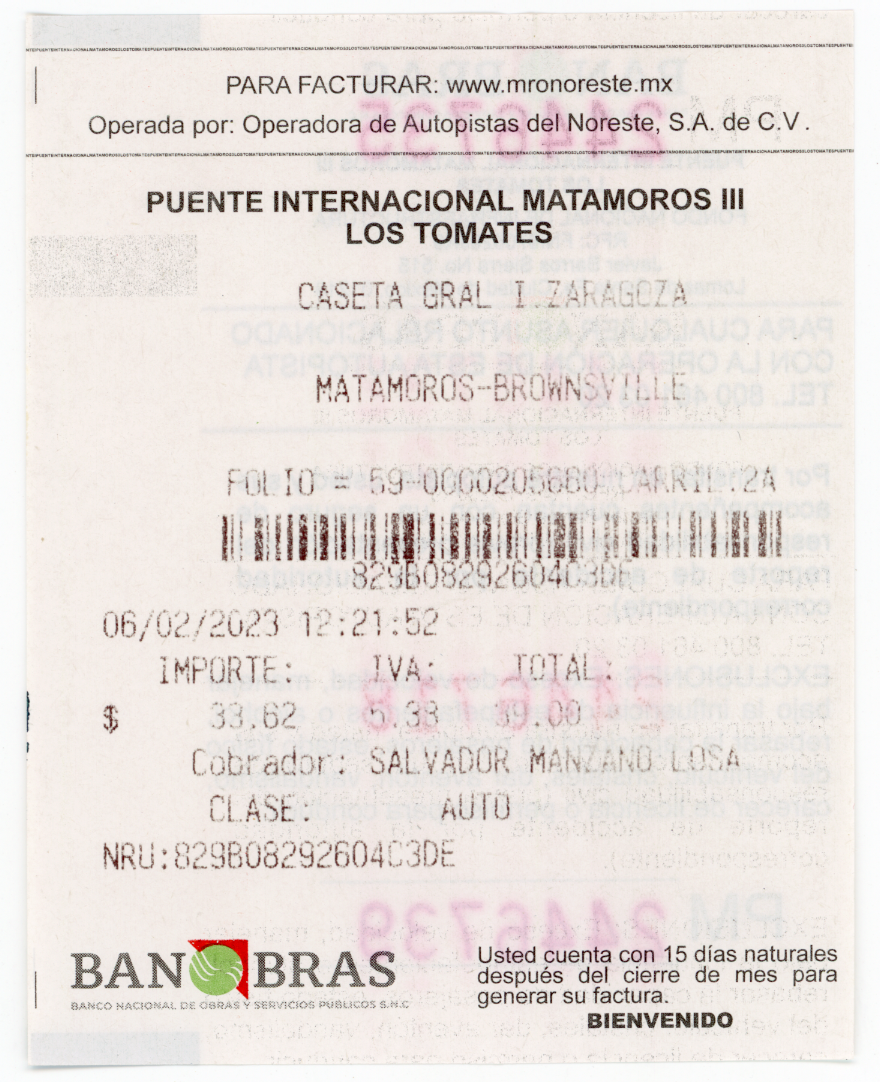 PARA FACTURAR: www.mronoreste.mx
Operada por: Operadora de Autopistas del Noreste, S.A. de C.V.
PUENTE INTERNACIONAL MATAMOROS III
LOS TOMATES
CASETA GRAL I ZARAGOZA
MATAMOROS-BROWNSVILLE
FOLIO = 59-0000205660 CARRIL 2A
829B08292604C3DE
06/02/2023 12:21:52
IMPORTE: IVA: TOTAL:
$ 33.62 5.38 39.00
Cobrador: SALVADOR MANZANO LOSA
CLASE: AUTO
NRU:829B08292604C3DE
BANOBRAS
BANCO NACIONAL DE OBRAS Y SERVICIOS PÚBLICOS S.N.C
Usted cuenta con 15 días naturales
después del cierre de mes para
generar su factura.
BIENVENIDO